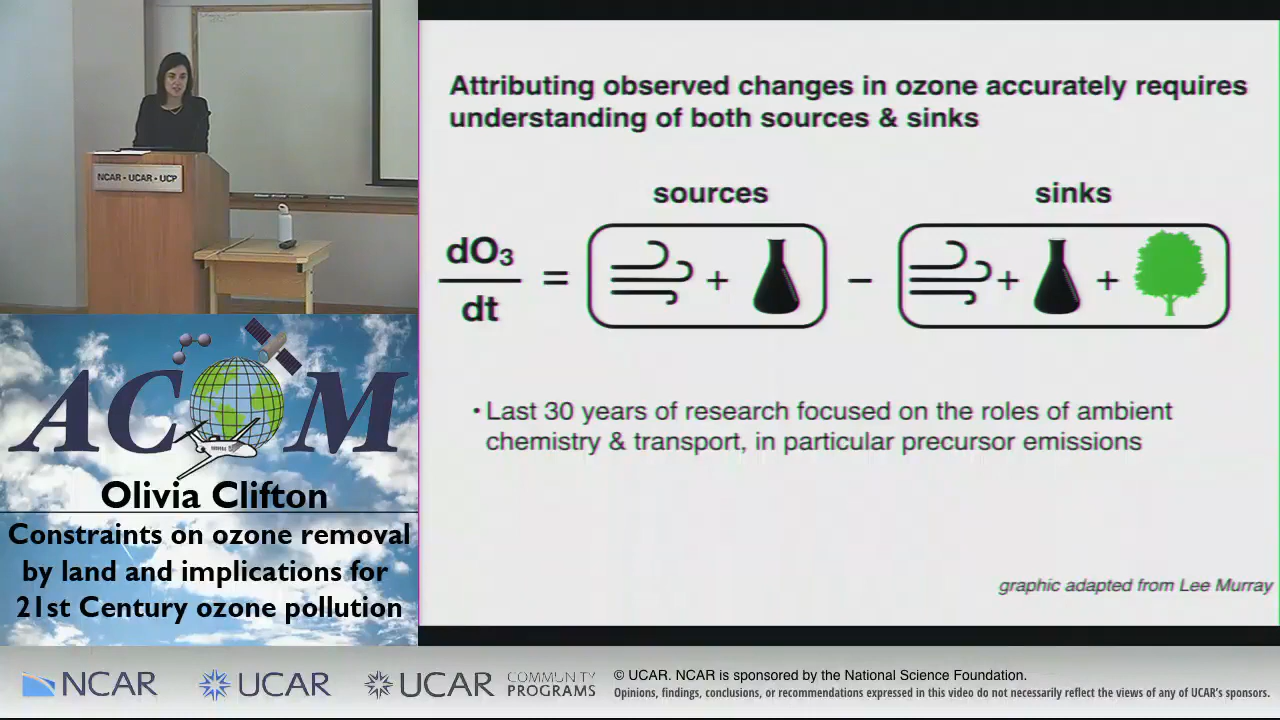 NCAR - UCAR - UCP
ACOM
Olivia Clifton
Constraints on ozone removal
by land and implications for
21st Century ozone pollution
Attributing observed changes in ozone accurately requires
understanding of both sources & sinks
sources
sinks
dO₃
dt
=
+
−
+
+
• Last 30 years of research focused on the roles of ambient
chemistry & transport, in particular precursor emissions
graphic adapted from Lee Murray
NCAR
UCAR
UCAR
COMMUNITY
PROGRAMS
© UCAR. NCAR is sponsored by the National Science Foundation.
Opinions, findings, conclusions, or recommendations expressed in this video do not necessarily reflect the views of any of UCAR's sponsors.